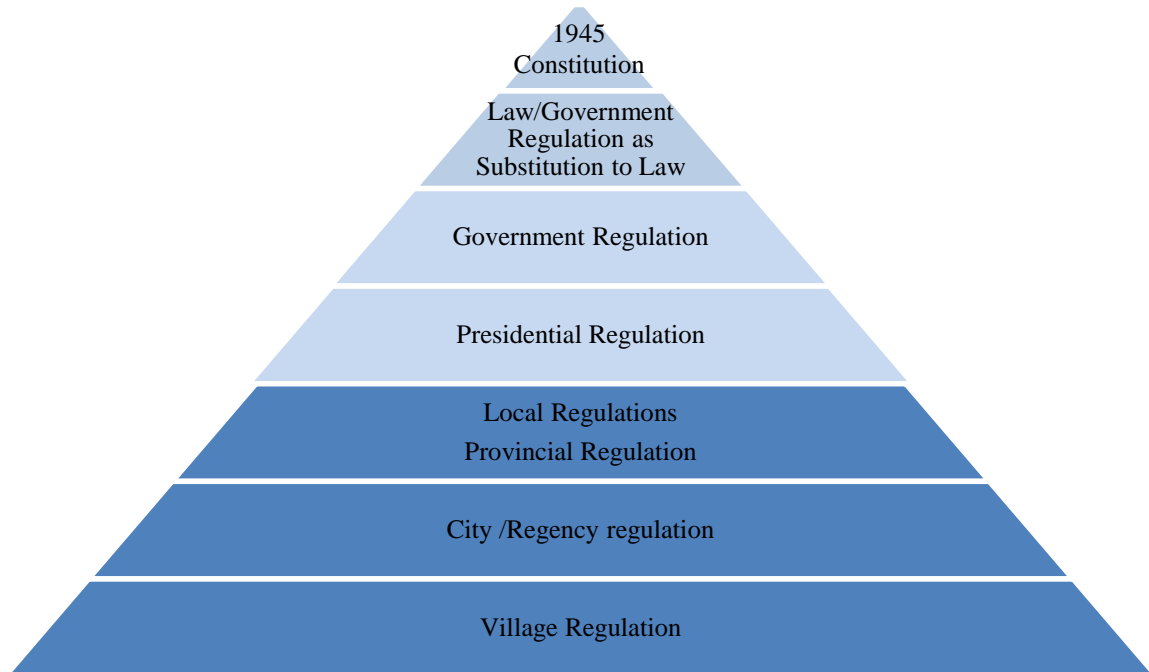 1945
Constitution
Law/Government
Regulation as
Substitution to Law
Government Regulation
Presidential Regulation
Local Regulations
Provincial Regulation
City /Regency regulation
Village Regulation